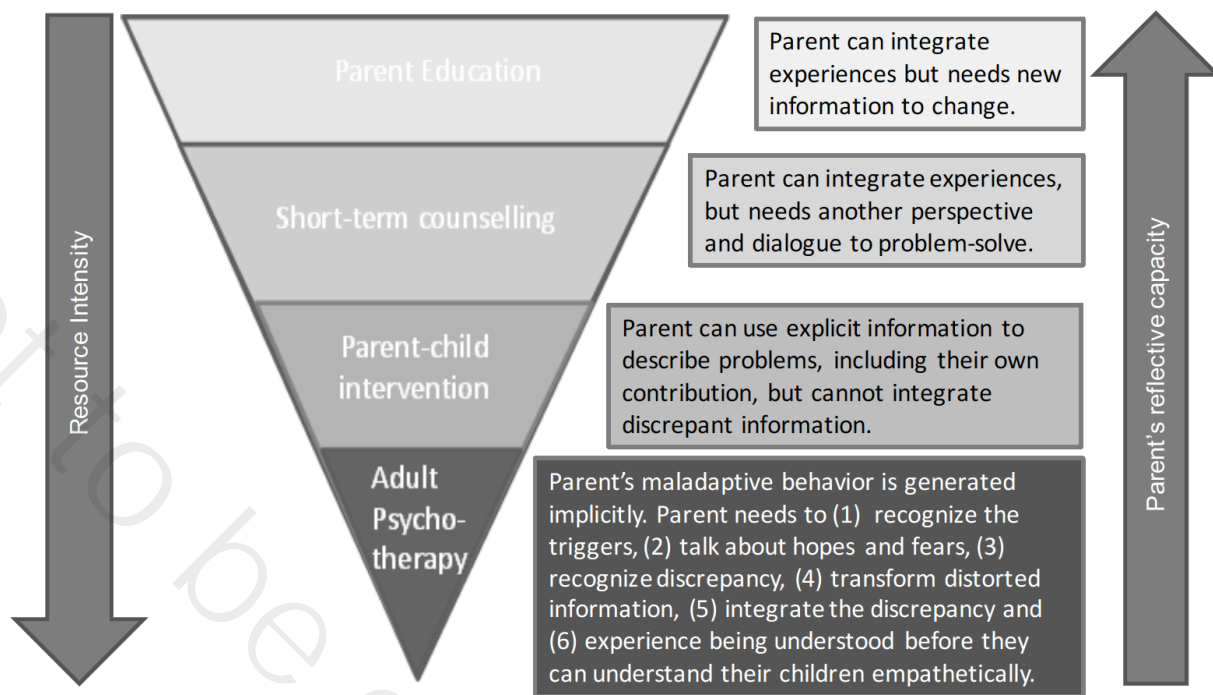 Resource Intensity
Parent Education
Parent can integrate
experiences but needs new
information to change.
Short-term counselling
Parent can integrate experiences,
but needs another perspective
and dialogue to problem-solve.
Parent-child
intervention
Parent can use explicit information to
describe problems, including their own
contribution, but cannot integrate
discrepant information.
Adult
Psycho-
therapy
Parent's maladaptive behavior is generated
implicitly. Parent needs to (1) recognize the
triggers, (2) talk about hopes and fears, (3)
recognize discrepancy, (4) transform distorted
information, (5) integrate the discrepancy and
(6) experience being understood before they
can understand their children empathetically.
Parent's reflective capacity
to be